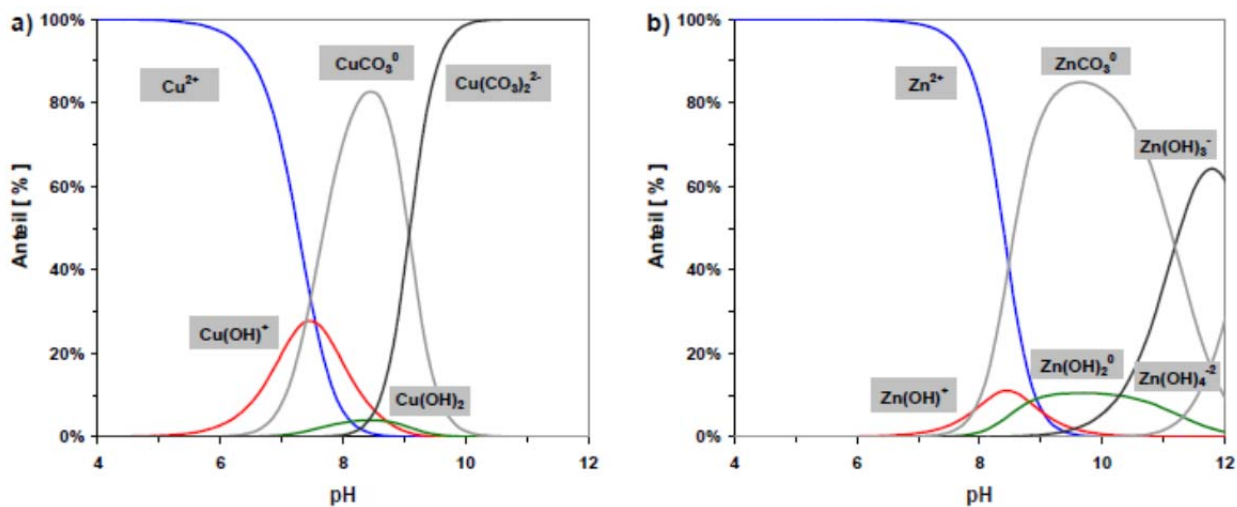 a)
100%
80%
60%
40%
20%
0%
Anteil [ % ]
Cu²⁺
CuCO₃⁰
Cu(CO₃)₂²⁻
Cu(OH)⁺
Cu(OH)₂
4 6 8 10 12
pH
b)
100%
80%
60%
40%
20%
0%
Anteil [ % ]
Zn²⁺
ZnCO₃⁰
Zn(OH)₃⁻
Zn(OH)₂⁰
Zn(OH)₄⁻²
Zn(OH)⁺
4 6 8 10 12
pH